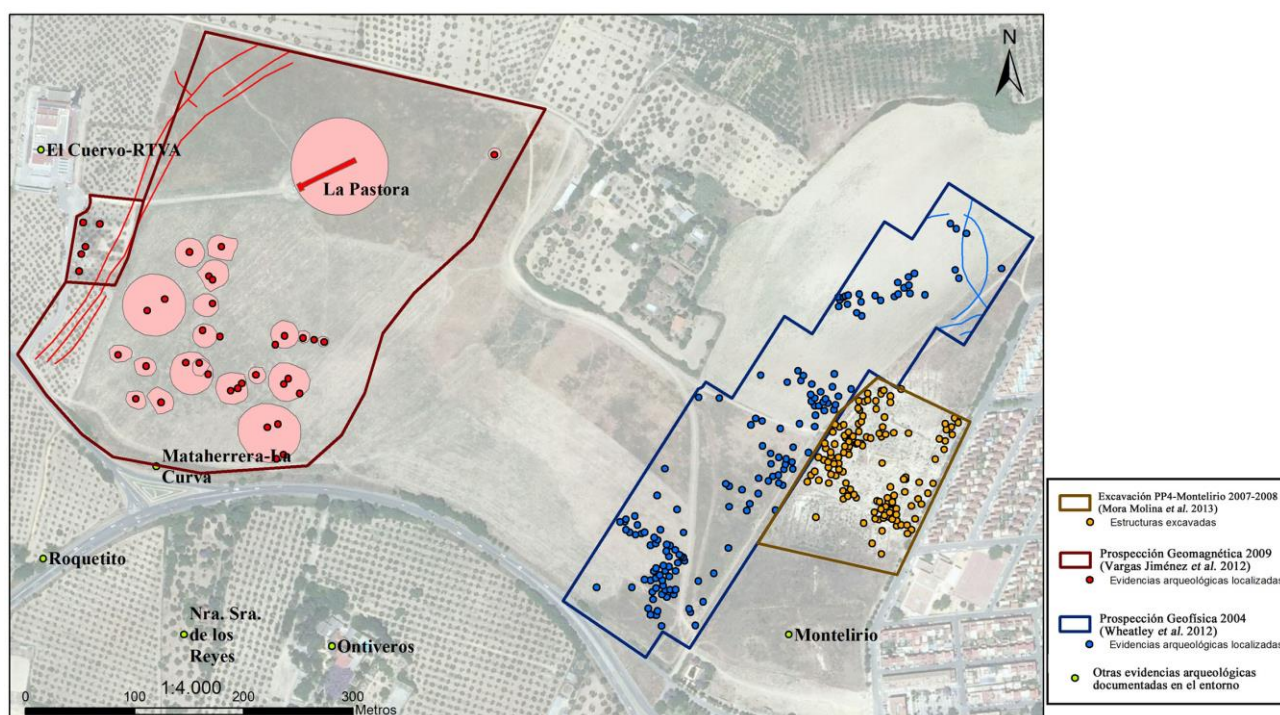 N
El Cuervo-RTVA
La Pastora
Mataherrera-La
Curva
Roquetito
Nra. Sra.
de los
Reyes
Ontiveros
Montelirio
1:4.000
0 100 200 300
Metros
Excavación PP4-Montelirio 2007-2008
(Mora Molina et al. 2013)
Estructuras excavadas
Prospección Geomagnética 2009
(Vargas Jiménez et al. 2012)
Evidencias arqueológicas localizadas
Prospección Geofísica 2004
(Wheatley et al. 2012)
Evidencias arqueológicas localizadas
Otras evidencias arqueológicas
documentadas en el entorno